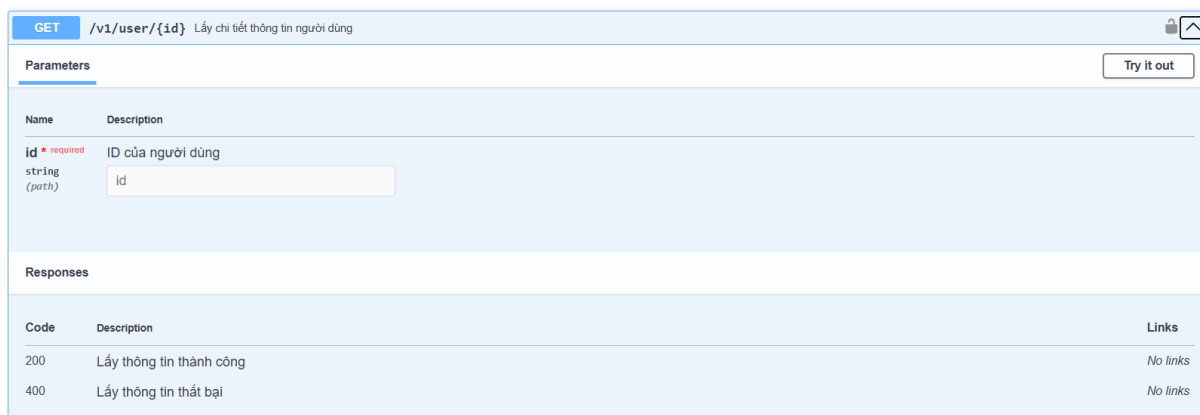 GET /v1/user/{id} Lấy chi tiết thông tin người dùng
Parameters
Try it out
Name Description
id * required ID của người dùng
string
(path)
id
Responses
Code Description Links
200 Lấy thông tin thành công No links
400 Lấy thông tin thất bại No links